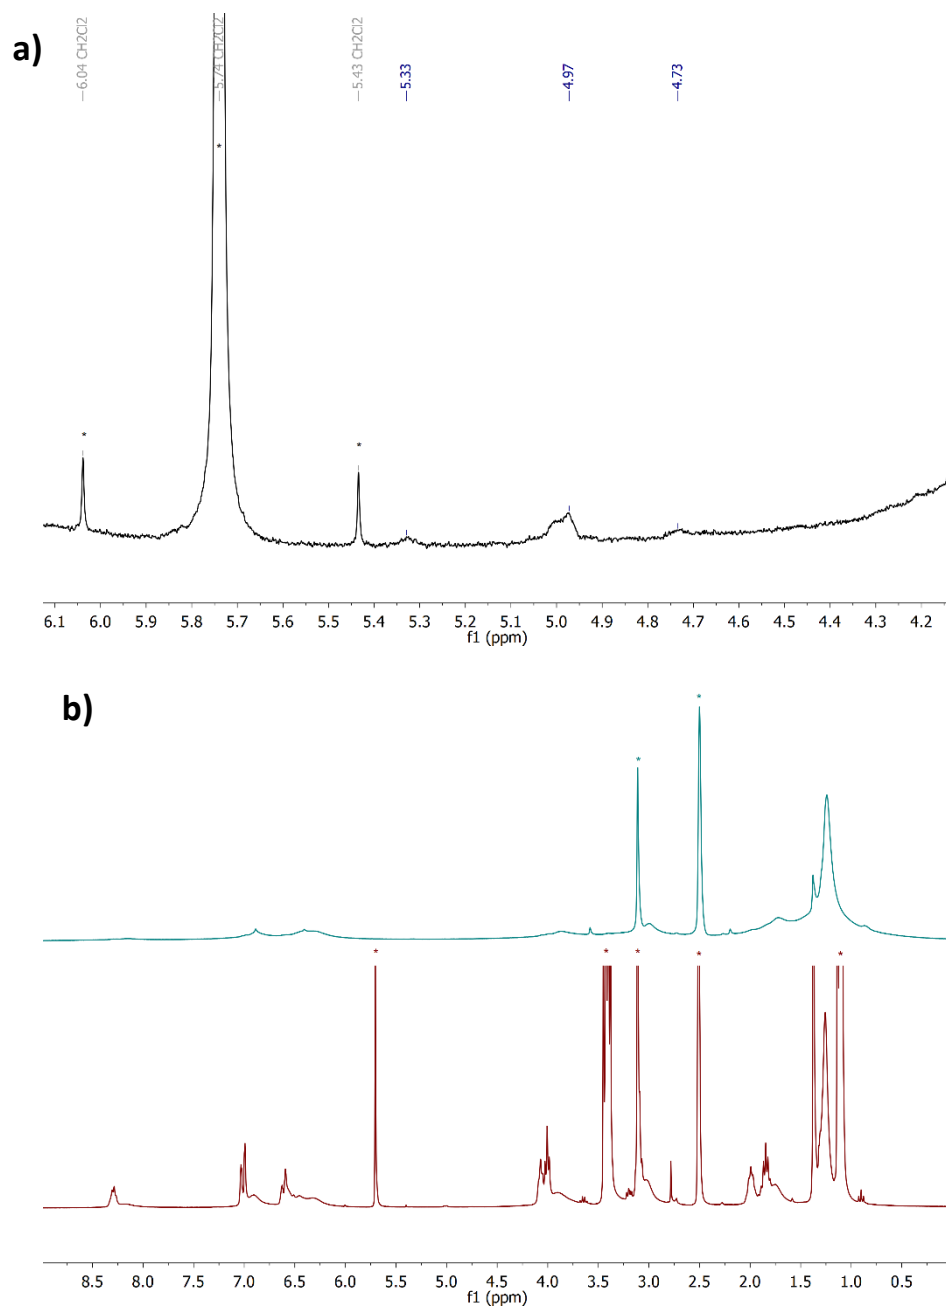 a)
6.04 CH2Cl2
5.74 CH2Cl2
5.43 CH2Cl2
5.33
4.97
4.73
*
*
*
6.1 6.0 5.9 5.8 5.7 5.6 5.5 5.4 5.3 5.2 5.1 5.0 4.9 4.8 4.7 4.6 4.5 4.4 4.3 4.2
f1 (ppm)
b)
*
*
* * * * *
8.5 8.0 7.5 7.0 6.5 6.0 5.5 5.0 4.5 4.0 3.5 3.0 2.5 2.0 1.5 1.0 0.5
f1 (ppm)